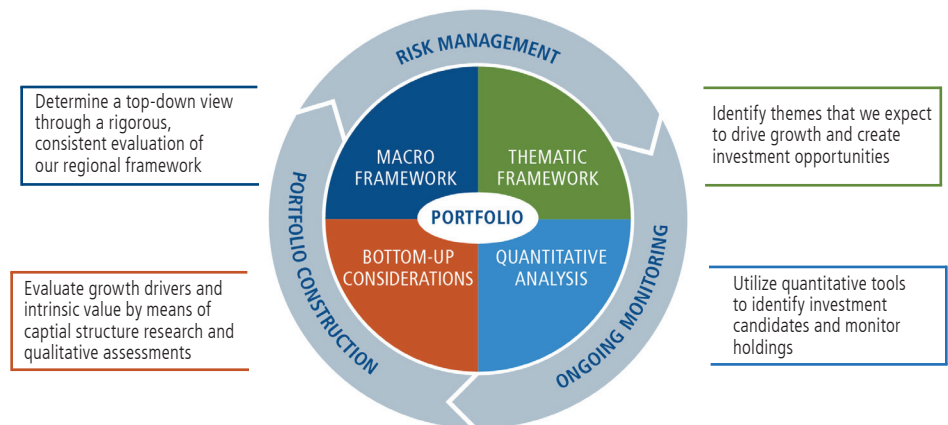 RISK MANAGEMENT
Determine a top-down view
through a rigorous,
consistent evaluation of
our regional framework
MACRO
FRAMEWORK
THEMATIC
FRAMEWORK
Identify themes that we expect
to drive growth and create
investment opportunities
PORTFOLIO
PORTFOLIO CONSTRUCTION
ONGOING MONITORING
Evaluate growth drivers and
intrinsic value by means of
captial structure research and
qualitative assessments
BOTTOM-UP
CONSIDERATIONS
QUANTITATIVE
ANALYSIS
Utilize quantitative tools
to identify investment
candidates and monitor
holdings